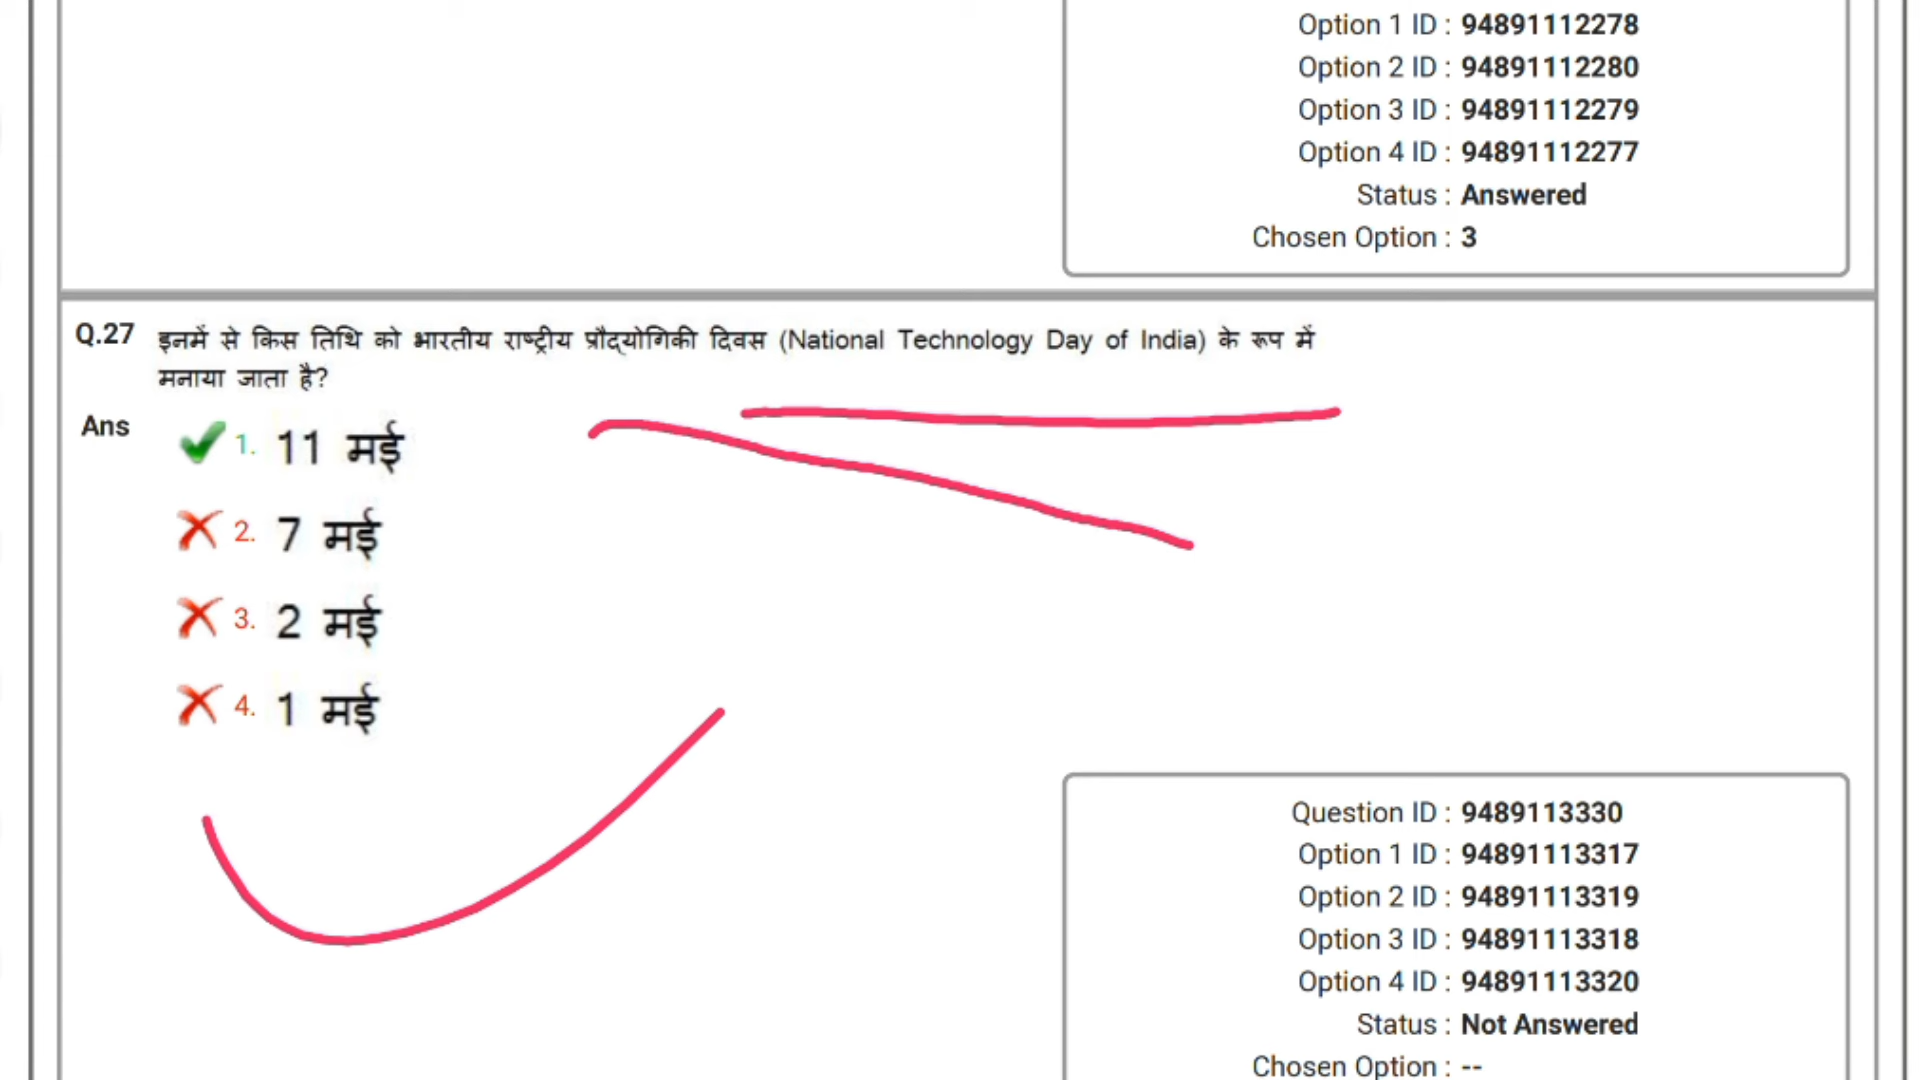 Option 1 ID : 94891112278
Option 2 ID : 94891112280
Option 3 ID : 94891112279
Option 4 ID : 94891112277
Status : Answered
Chosen Option : 3
Q.27 इनमें से किस तिथि को भारतीय राष्ट्रीय प्रौद्योगिकी दिवस (National Technology Day of India) के रूप में
मनाया जाता है?
Ans 1. 11 मई
2. 7 मई
3. 2 मई
4. 1 मई
Question ID : 9489113330
Option 1 ID : 94891113317
Option 2 ID : 94891113319
Option 3 ID : 94891113318
Option 4 ID : 94891113320
Status : Not Answered
Chosen Option : --